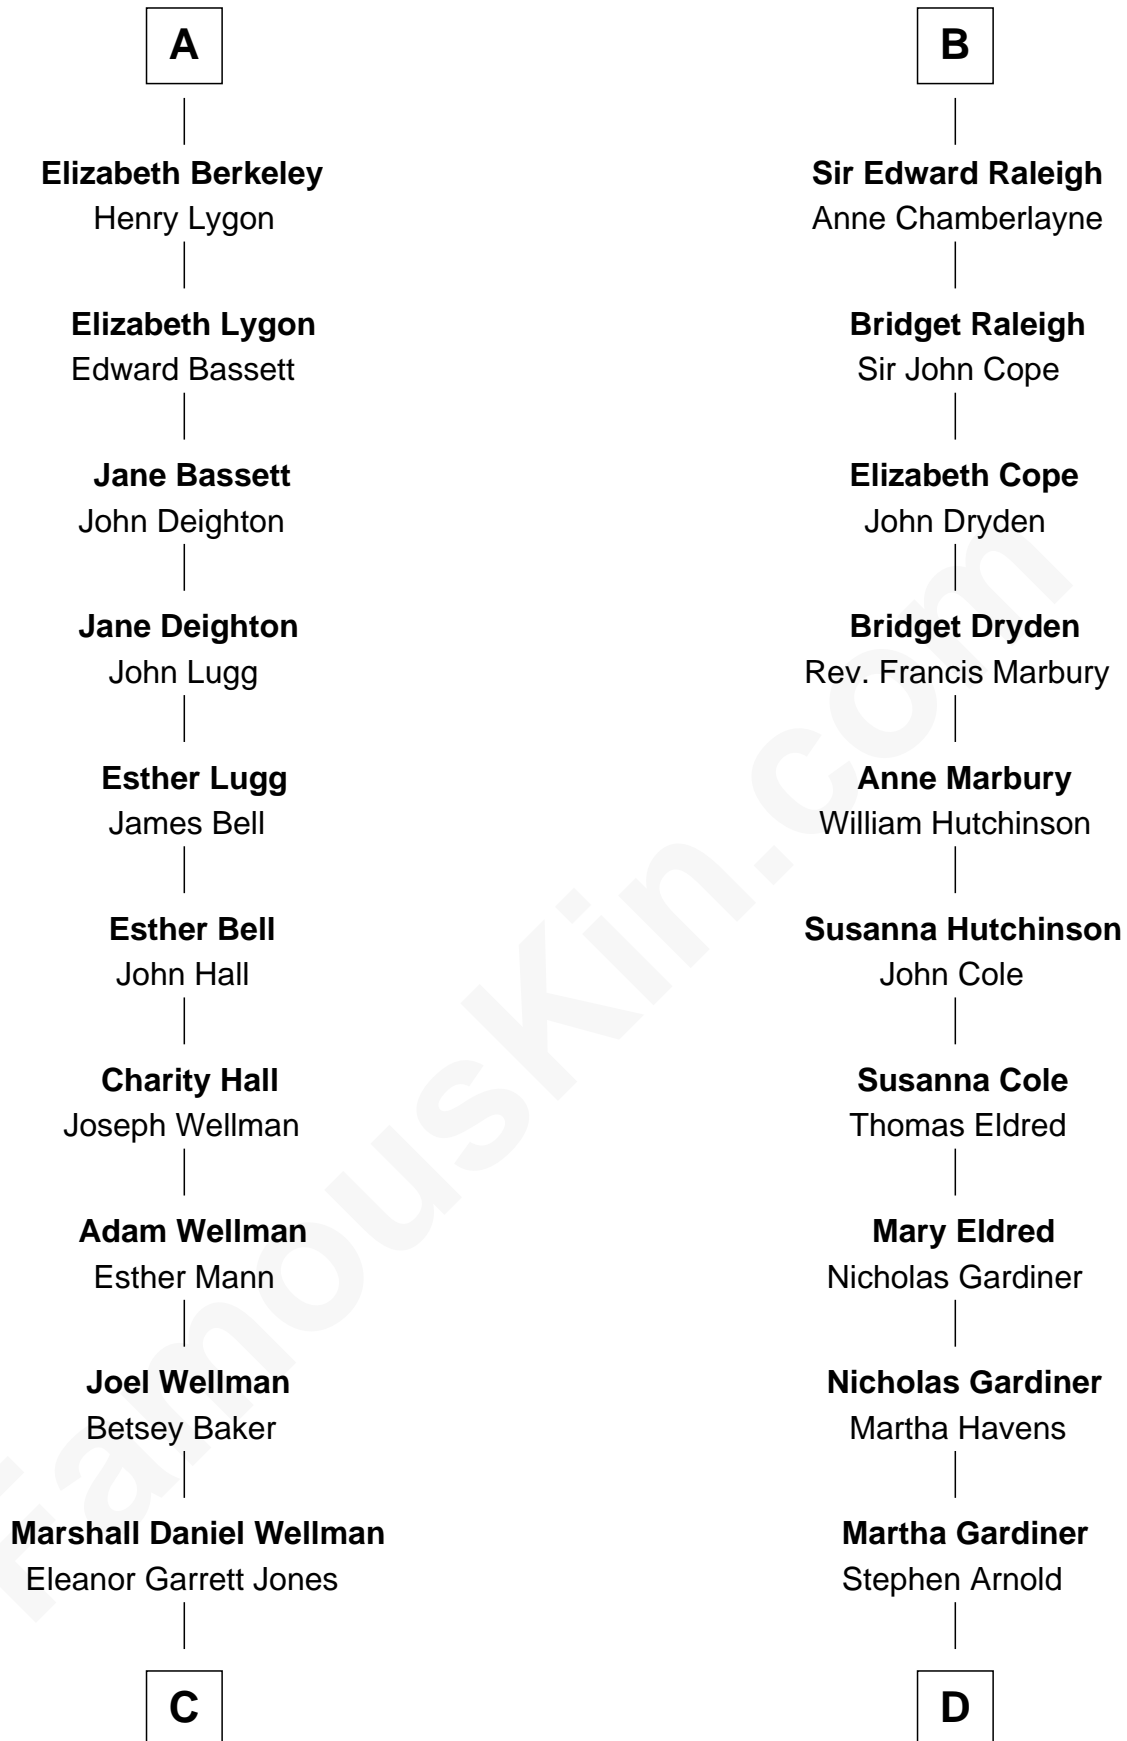 A
Elizabeth Berkeley
Henry Lygon
Elizabeth Lygon
Edward Bassett
Jane Bassett
John Deighton
Jane Deighton
John Lugg
Esther Lugg
James Bell
Esther Bell
John Hall
Charity Hall
Joseph Wellman
Adam Wellman
Esther Mann
Joel Wellman
Betsey Baker
Marshall Daniel Wellman
Eleanor Garrett Jones
C
B
Sir Edward Raleigh
Anne Chamberlayne
Bridget Raleigh
Sir John Cope
Elizabeth Cope
John Dryden
Bridget Dryden
Rev. Francis Marbury
Anne Marbury
William Hutchinson
Susanna Hutchinson
John Cole
Susanna Cole
Thomas Eldred
Mary Eldred
Nicholas Gardiner
Nicholas Gardiner
Martha Havens
Martha Gardiner
Stephen Arnold
D
FamousKin.com